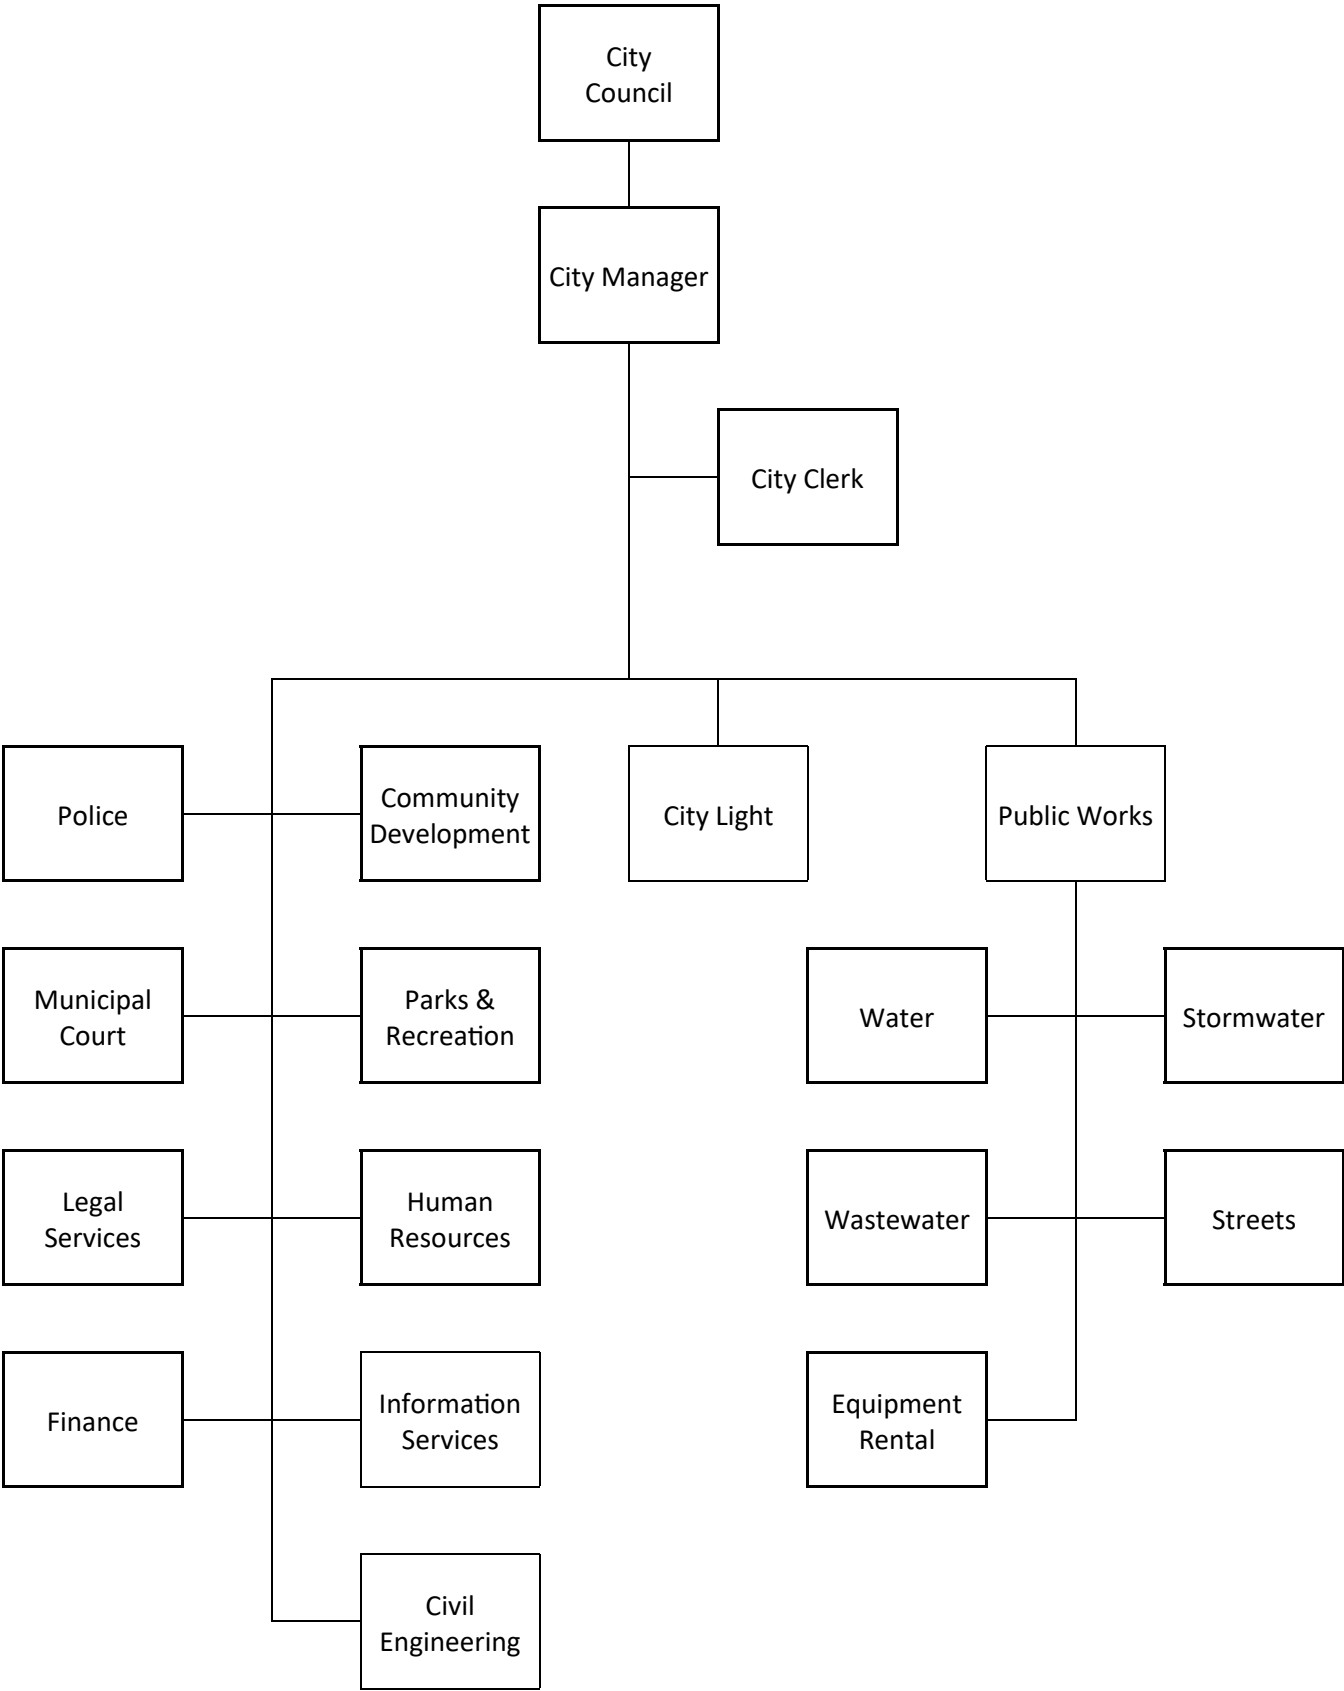 City
Council
City Manager
City Clerk
Police
Community
Development
City Light
Public Works
Municipal
Court
Parks &
Recreation
Water
Stormwater
Legal
Services
Human
Resources
Wastewater
Streets
Finance
Information
Services
Equipment
Rental
Civil
Engineering